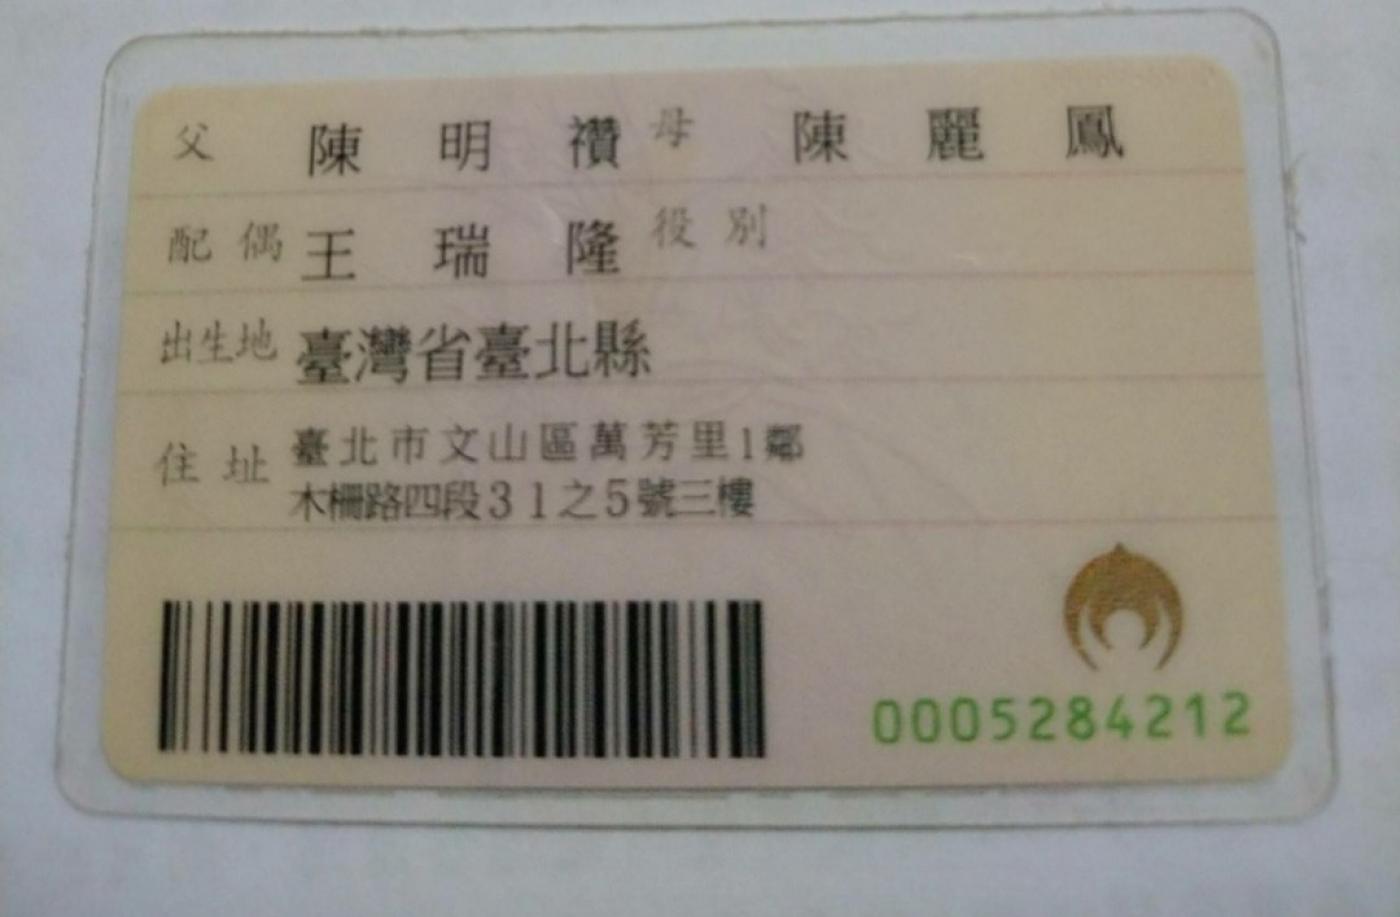 父 陳明禶 母 陳麗鳳
配偶 王瑞隆 役別
出生地 臺灣省臺北縣
住址 臺北市文山區萬芳里1鄰
木柵路四段31之5號三樓
0005284212